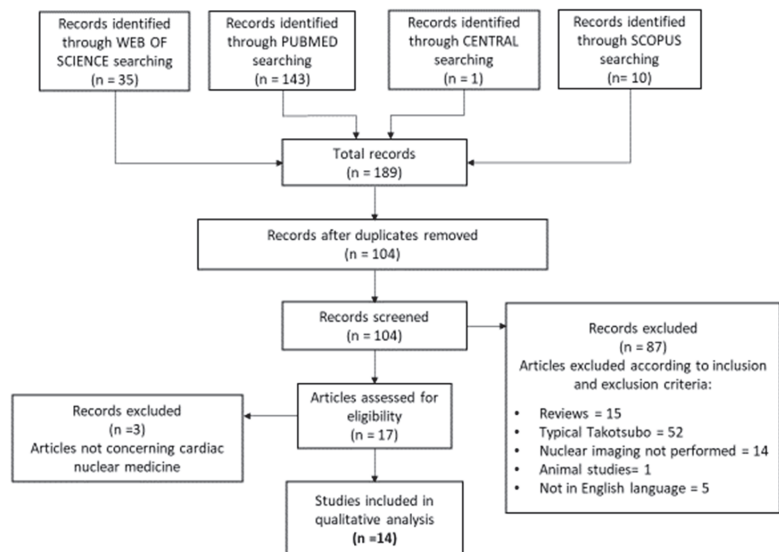 Records identified
through WEB OF
SCIENCE searching
(n = 35)
Records identified
through PUBMED
searching
(n = 143)
Records identified
through CENTRAL
searching
(n = 1)
Records identified
through SCOPUS
searching
(n= 10)
Total records
(n = 189)
Records after duplicates removed
(n = 104)
Records screened
(n = 104)
Records excluded
(n = 87)
Articles excluded according to inclusion
and exclusion criteria:
• Reviews = 15
• Typical Takotsubo = 52
• Nuclear imaging not performed = 14
• Animal studies= 1
• Not in English language = 5
Articles assessed for
eligibility
(n = 17)
Records excluded
(n =3)
Articles not concerning cardiac
nuclear medicine
Studies included in
qualitative analysis
(n =14)